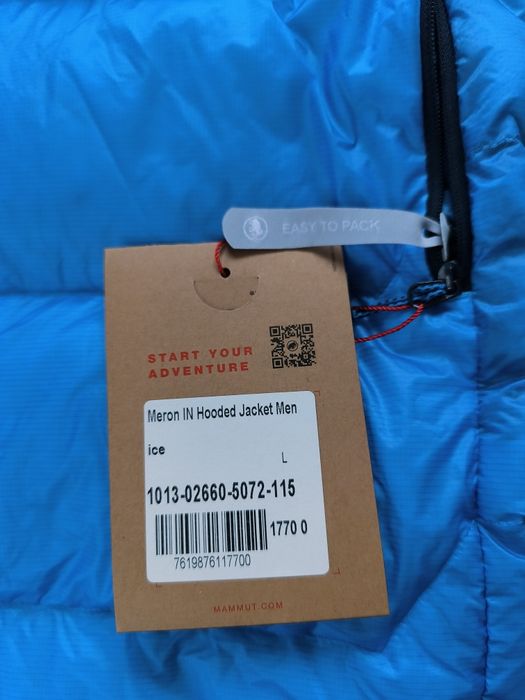 EASY TO PACK
START YOUR
ADVENTURE
Meron IN Hooded Jacket Men
ice
L
1013-02660-5072-115
1770 0
7619876117700
MAMMUT.COM